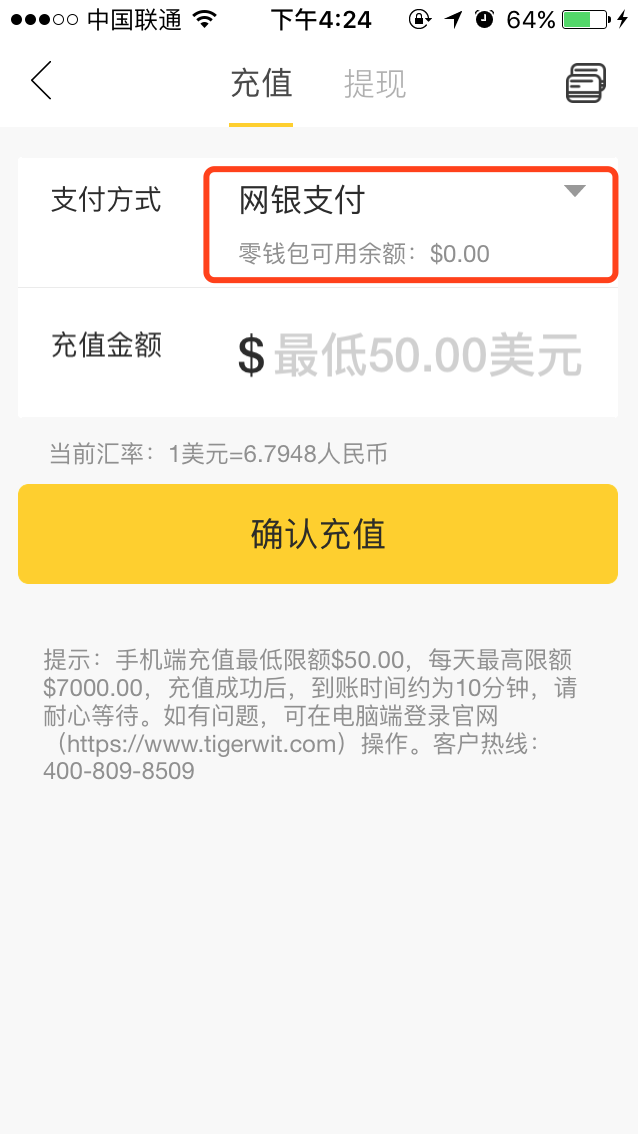 中国联通 下午4:24 64%
充值 提现
支付方式 网银支付
零钱包可用余额：$0.00
充值金额 $ 最低50.00美元
当前汇率：1美元=6.7948人民币
确认充值
提示：手机端充值最低限额$50.00，每天最高限额
$7000.00，充值成功后，到账时间约为10分钟，请
耐心等待。如有问题，可在电脑端登录官网
（https://www.tigerwit.com）操作。客户热线：
400-809-8509